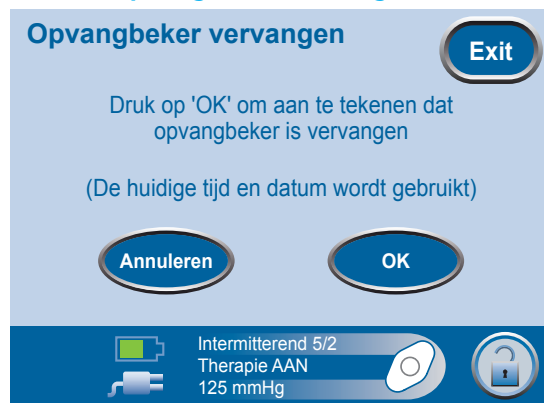 Opvangbeker vervangen
Exit
Druk op 'OK' om aan te tekenen dat
opvangbeker is vervangen
(De huidige tijd en datum wordt gebruikt)
Annuleren
OK
Intermitterend 5/2
Therapie AAN
125 mmHg